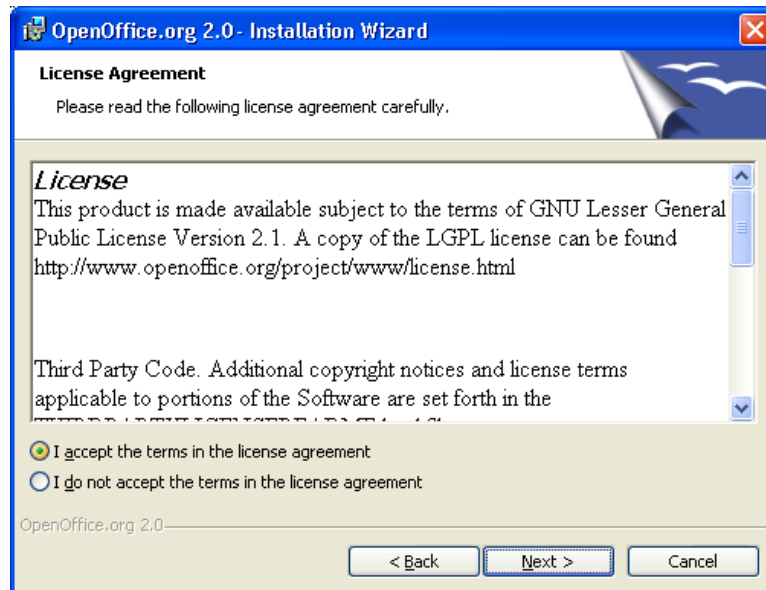 OpenOffice.org 2.0 - Installation Wizard
License Agreement
Please read the following license agreement carefully.
License
This product is made available subject to the terms of GNU Lesser General
Public License Version 2.1. A copy of the LGPL license can be found
http://www.openoffice.org/project/www/license.html
Third Party Code. Additional copyright notices and license terms
applicable to portions of the Software are set forth in the
I accept the terms in the license agreement
I do not accept the terms in the license agreement
OpenOffice.org 2.0
< Back
Next >
Cancel